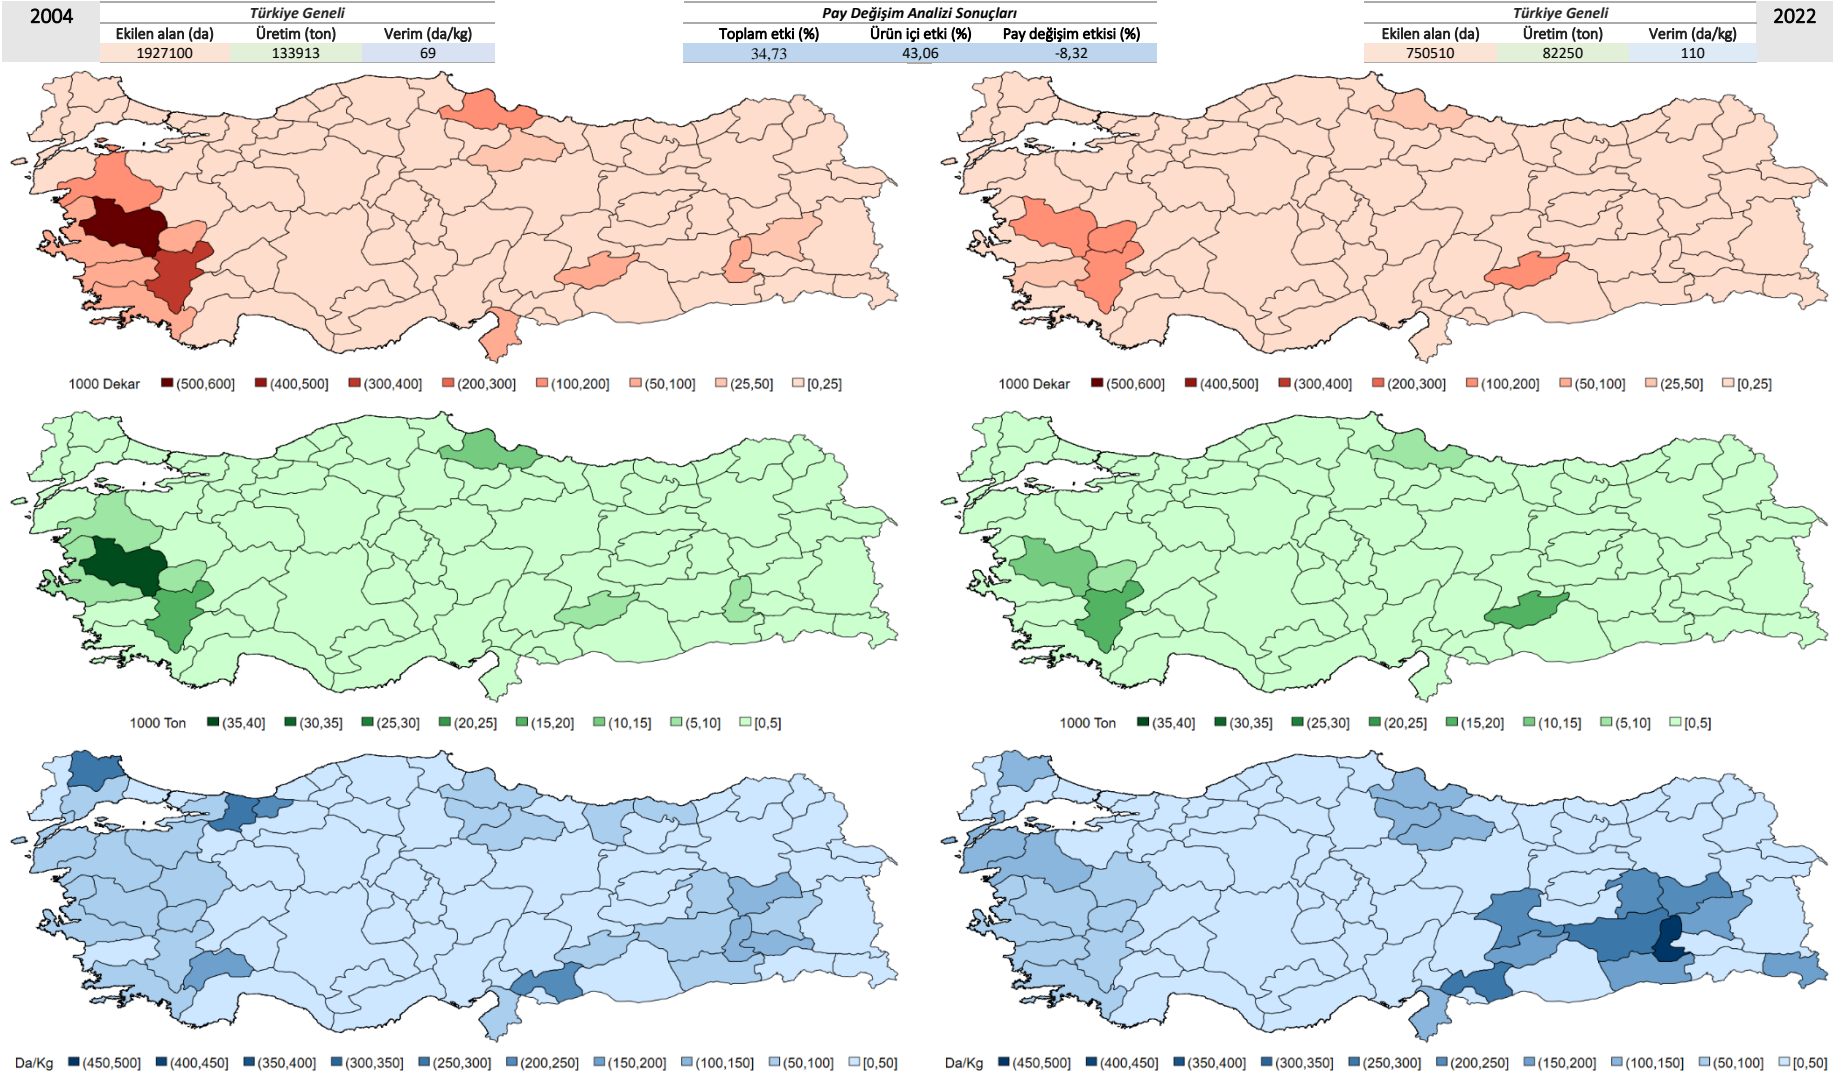 2004
Türkiye Geneli
Ekilen alan (da) Üretim (ton) Verim (da/kg)
1927100 133913 69
Pay Değişim Analizi Sonuçları
Toplam etki (%) Ürün içi etki (%) Pay değişim etkisi (%)
34,73 43,06 -8,32
Türkiye Geneli
Ekilen alan (da) Üretim (ton) Verim (da/kg)
750510 82250 110
2022
1000 Dekar (500,600] (400,500] (300,400] (200,300] (100,200] (50,100] (25,50] [0,25]
1000 Dekar (500,600] (400,500] (300,400] (200,300] (100,200] (50,100] (25,50] [0,25]
1000 Ton (35,40] (30,35] (25,30] (20,25] (15,20] (10,15] (5,10] [0,5]
1000 Ton (35,40] (30,35] (25,30] (20,25] (15,20] (10,15] (5,10] [0,5]
Da/Kg (450,500] (400,450] (350,400] (300,350] (250,300] (200,250] (150,200] (100,150] (50,100] [0,50]
Da/Kg (450,500] (400,450] (350,400] (300,350] (250,300] (200,250] (150,200] (100,150] (50,100] [0,50]